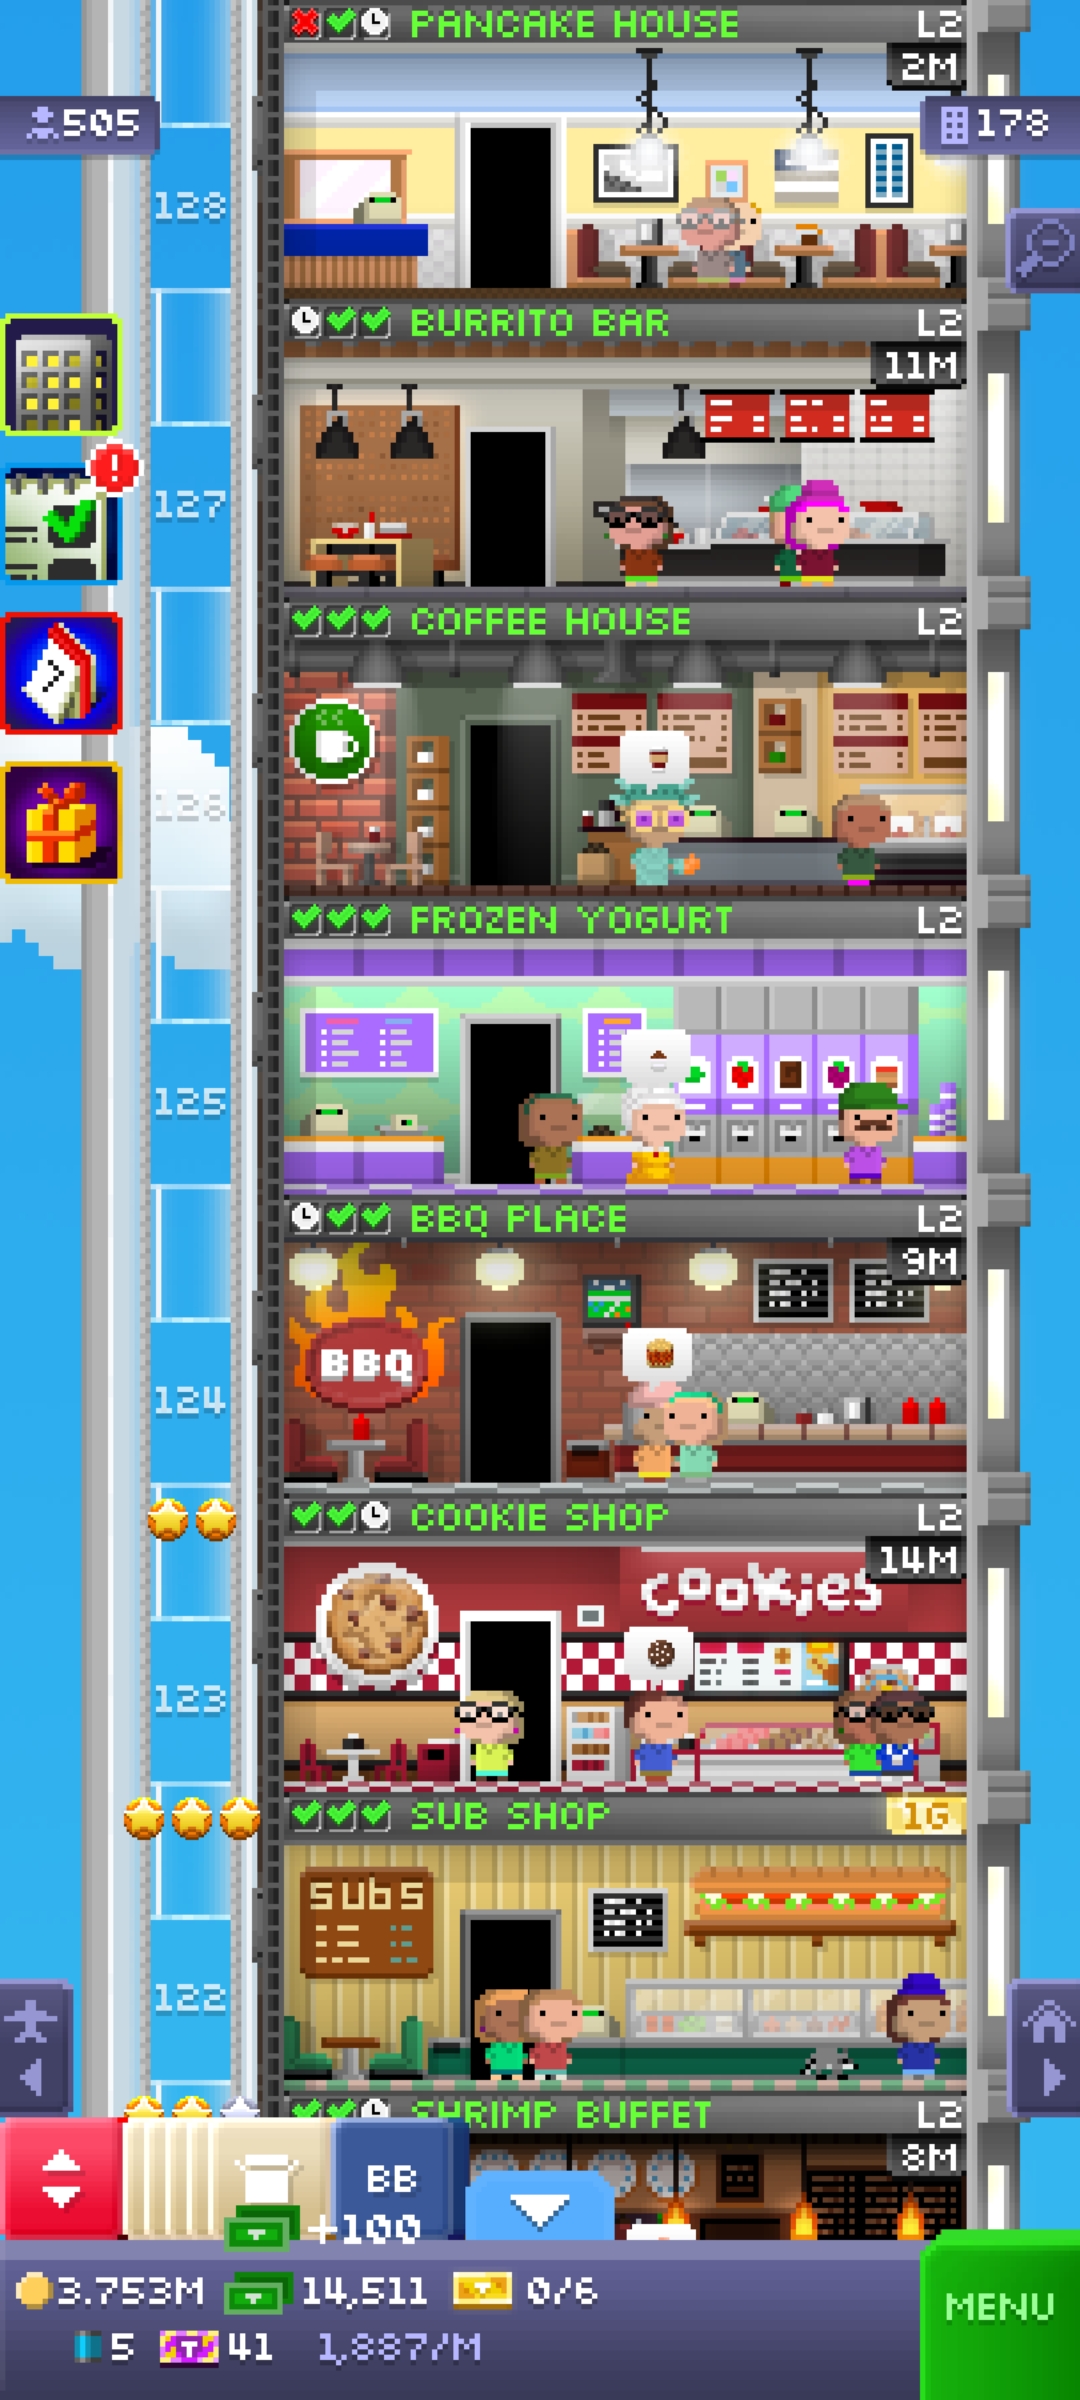 PANCAKE HOUSE L2
2M
505
178
128
BURRITO BAR L2
11M
127
COFFEE HOUSE L2
126
FROZEN YOGURT L2
125
BBQ PLACE L2
9M
BBQ
124
COOKIE SHOP L2
14M
cookies
123
SUB SHOP 1G
SUBS
122
SHRIMP BUFFET L2
8M
BB
+100
3.753M 14,511 0/6
MENU
5 41 1,887/M